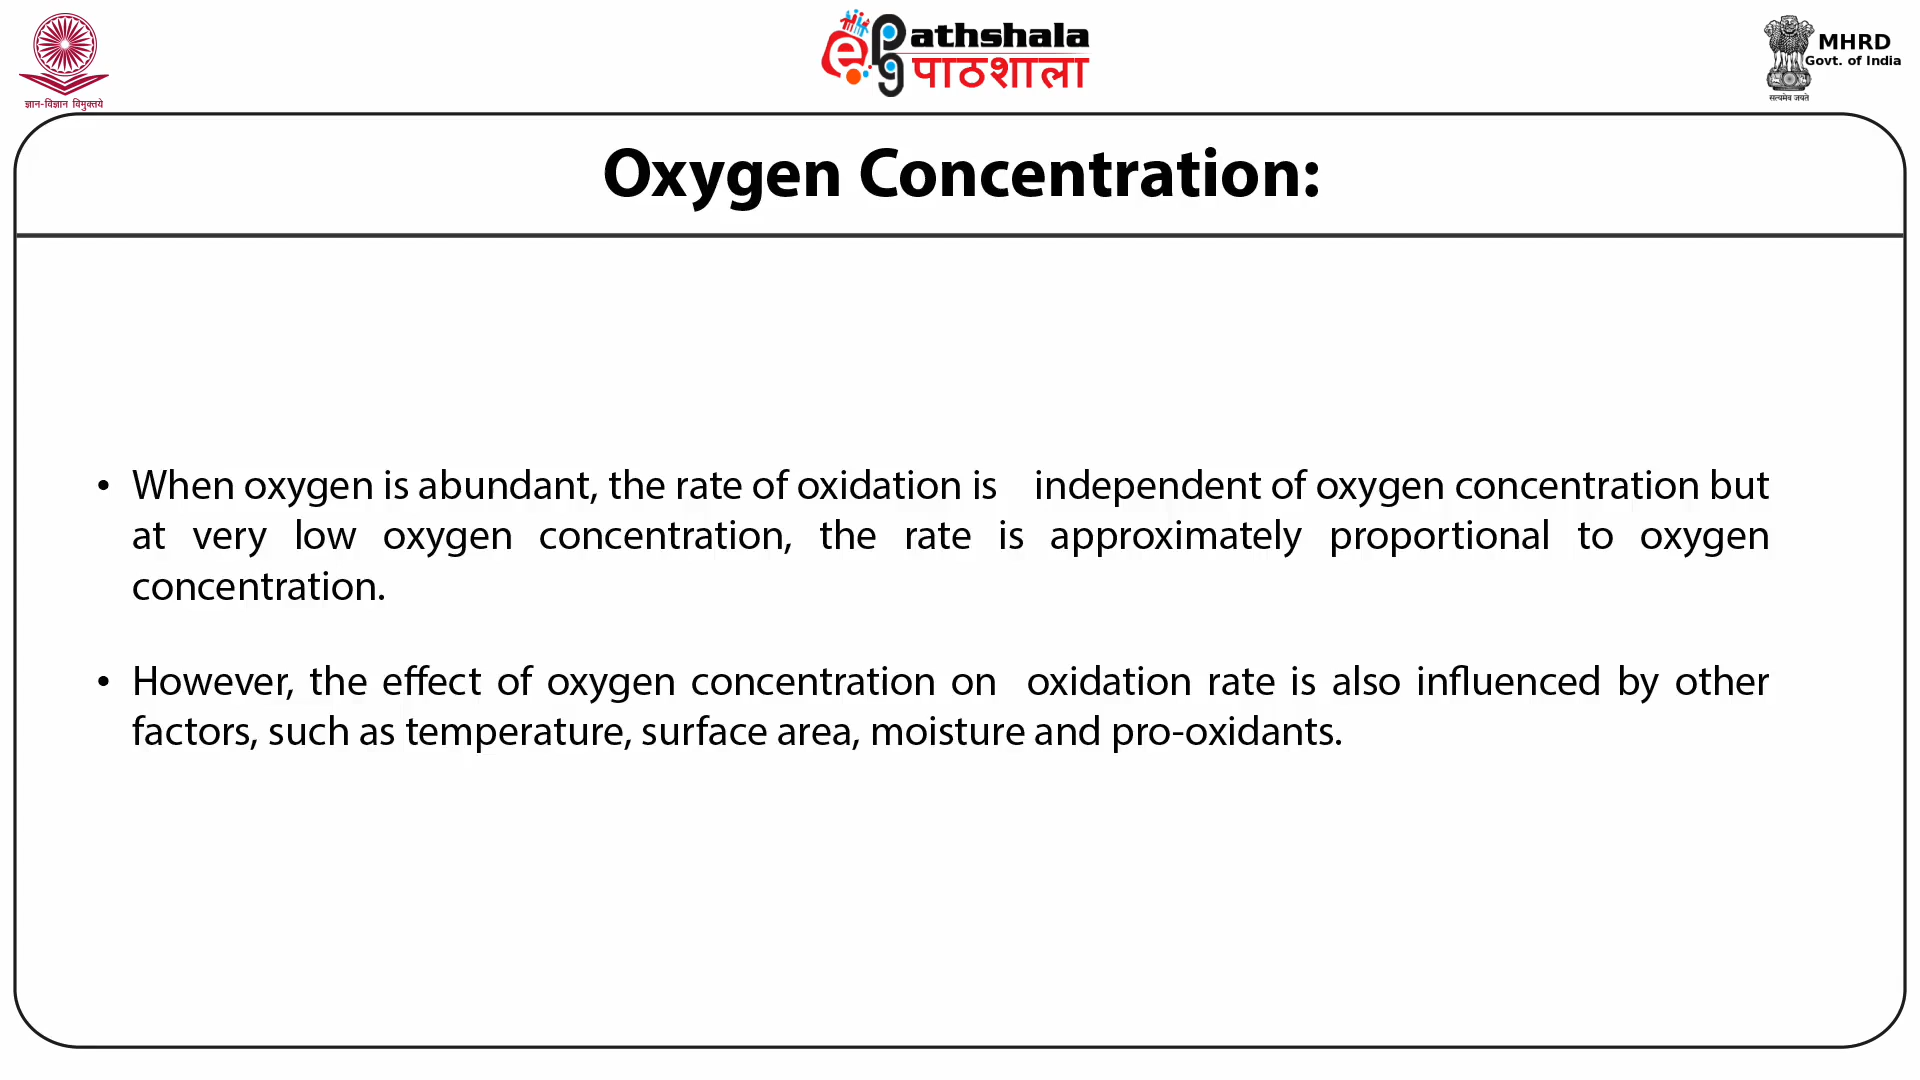 ज्ञान-विज्ञान विमुक्तये
ePG Pathshala
पाठशाला
MHRD
Govt. of India
सत्यमेव जयते
Oxygen Concentration:
• When oxygen is abundant, the rate of oxidation is independent of oxygen concentration but
at very low oxygen concentration, the rate is approximately proportional to oxygen
concentration.
• However, the effect of oxygen concentration on oxidation rate is also influenced by other
factors, such as temperature, surface area, moisture and pro-oxidants.